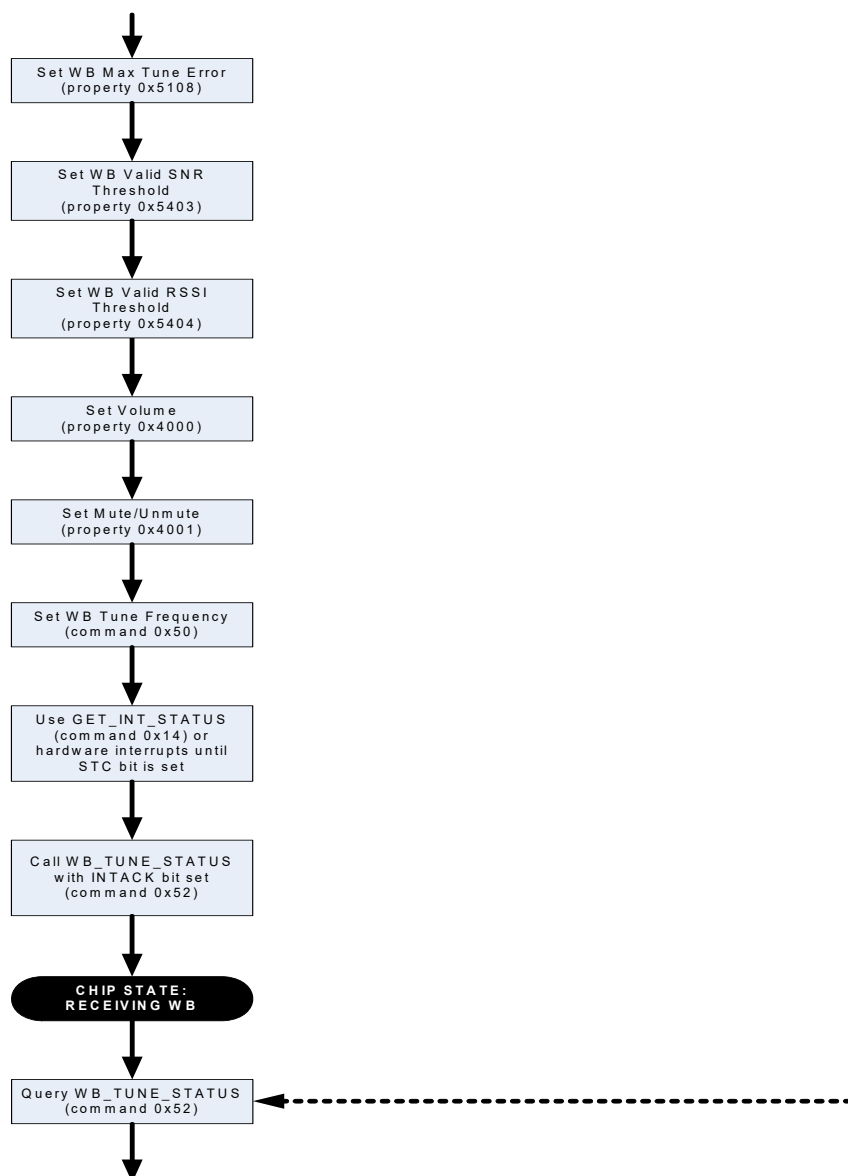 Set WB Max Tune Error
(property 0x5108)
Set WB Valid SNR
Threshold
(property 0x5403)
Set WB Valid RSSI
Threshold
(property 0x5404)
Set Volume
(property 0x4000)
Set Mute/Unmute
(property 0x4001)
Set WB Tune Frequency
(command 0x50)
Use GET_INT_STATUS
(command 0x14) or
hardware interrupts until
STC bit is set
Call WB_TUNE_STATUS
with INTACK bit set
(command 0x52)
CHIP STATE:
RECEIVING WB
Query WB_TUNE_STATUS
(command 0x52)